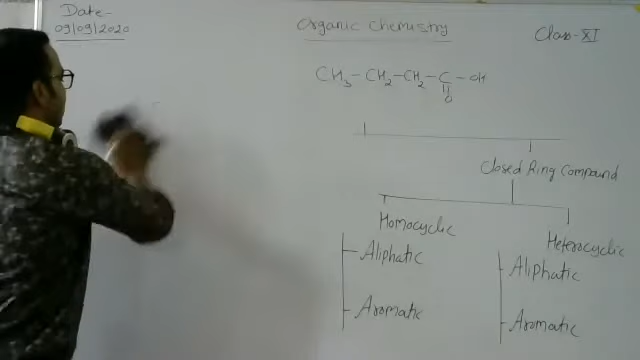 Date-
09/09/2020
Organic Chemistry
Class-XI
CH3-CH2-CH2-C-OH
O
Closed Ring Compound
Homocyclic
Heterocyclic
Aliphatic
Aliphatic
Aromatic
Aromatic